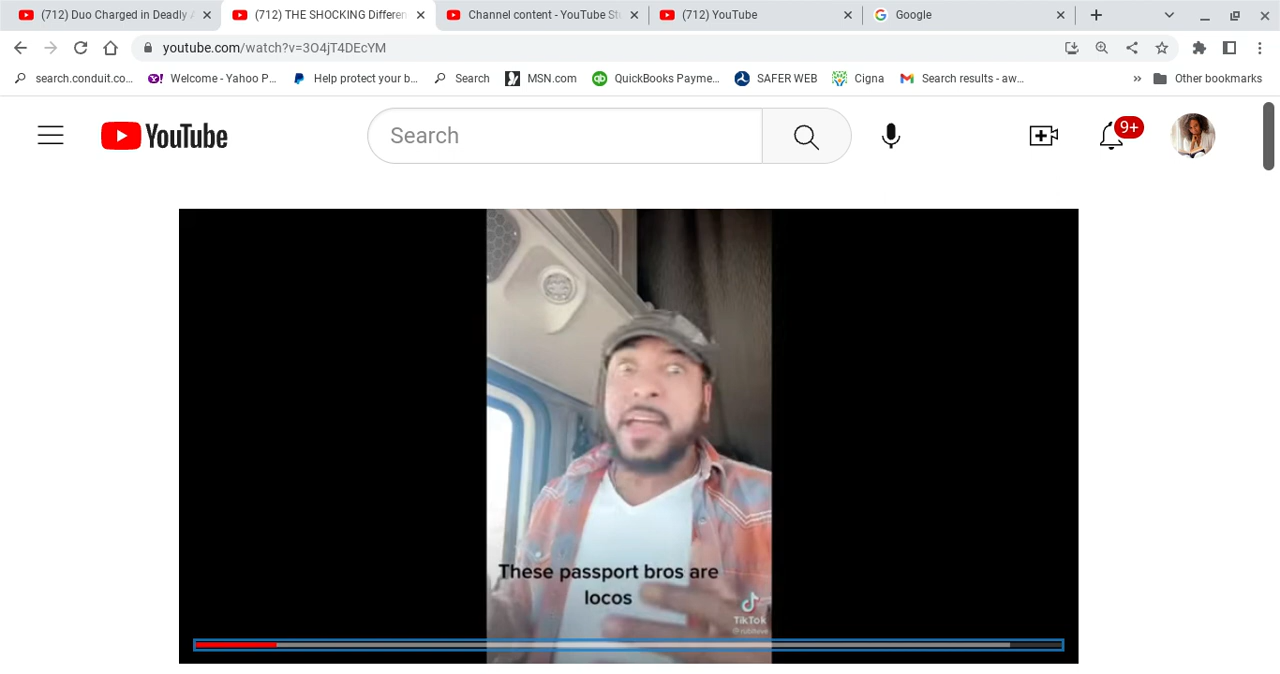 (712) Duo Charged in Deadly A
(712) THE SHOCKING Differen
Channel content - YouTube St
(712) YouTube
Google
youtube.com/watch?v=3O4jT4DEcYM
search.conduit.co...
Welcome - Yahoo P...
Help protect your b...
Search
MSN.com
QuickBooks Payme...
SAFER WEB
Cigna
Search results - aw...
»
Other bookmarks
YouTube
Search
9+
These passport bros are
locos
TikTok